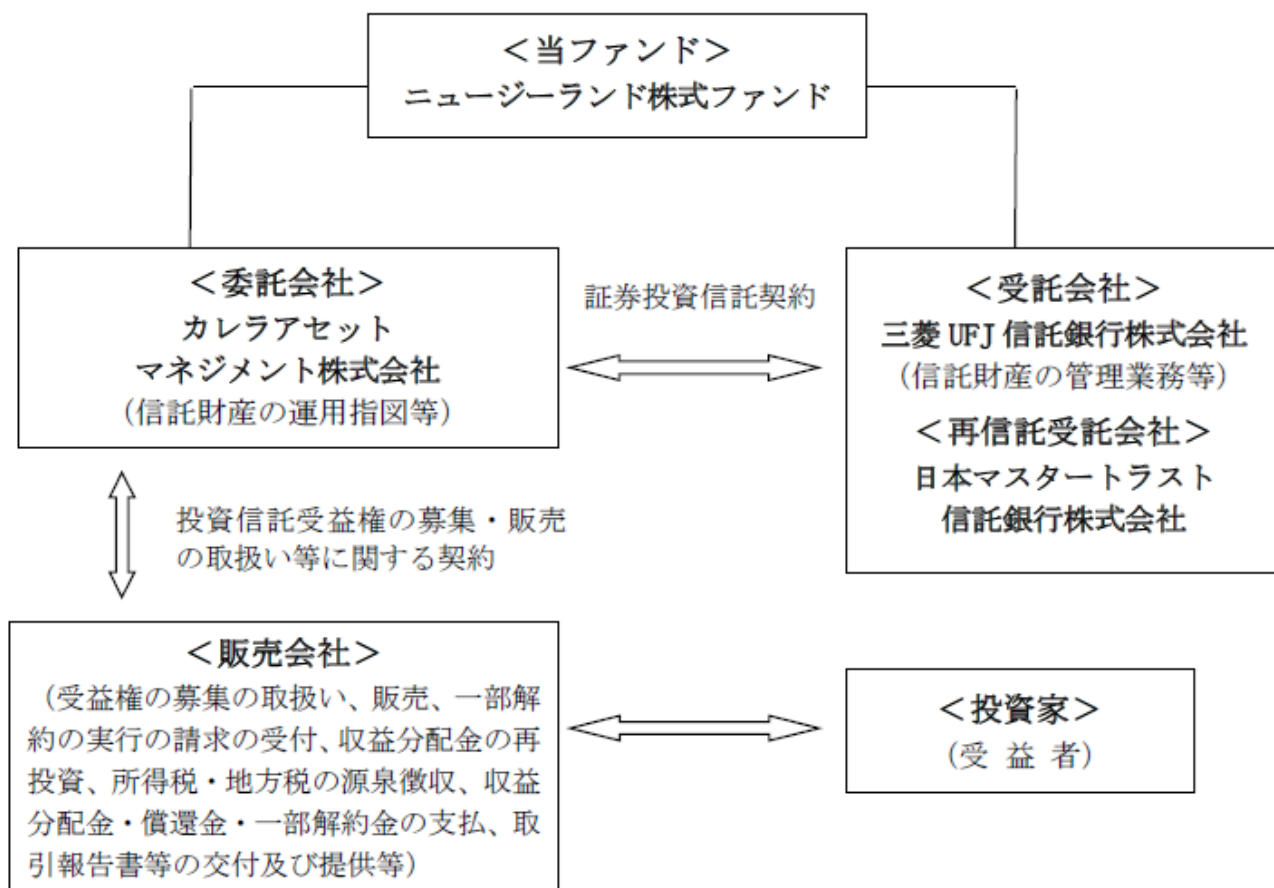 ＜当ファンド＞
ニュージーランド株式ファンド
＜委託会社＞
カレラアセット
マネジメント株式会社
（信託財産の運用指図等）
証券投資信託契約
＜受託会社＞
三菱 UFJ 信託銀行株式会社
（信託財産の管理業務等）
＜再信託受託会社＞
日本マスタートラスト
信託銀行株式会社
投資信託受益権の募集・販売
の取扱い等に関する契約
＜販売会社＞
（受益権の募集の取扱い、販売、一部解
約の実行の請求の受付、収益分配金の再
投資、所得税・地方税の源泉徴収、収益
分配金・償還金・一部解約金の支払、取
引報告書等の交付及び提供等）
＜投資家＞
（受 益 者）